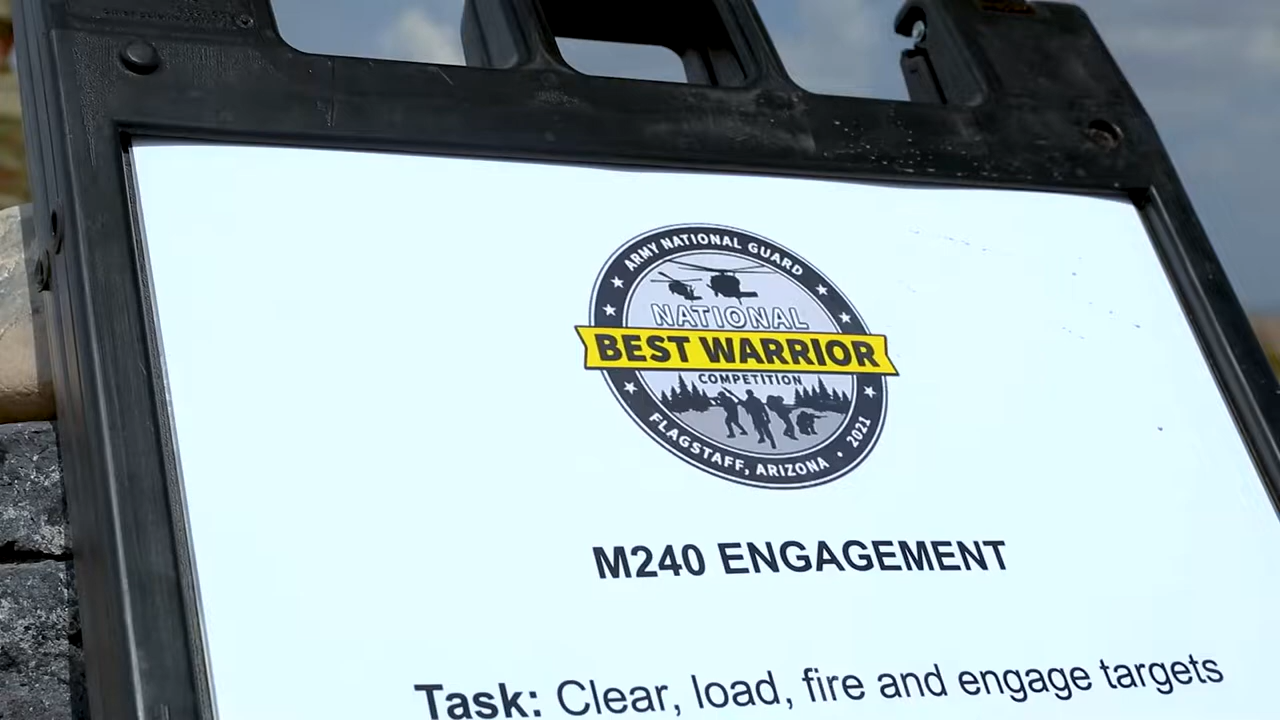 ARMY NATIONAL GUARD
NATIONAL
BEST WARRIOR
COMPETITION
FLAGSTAFF, ARIZONA • 2021
M240 ENGAGEMENT
Task: Clear, load, fire and engage targets